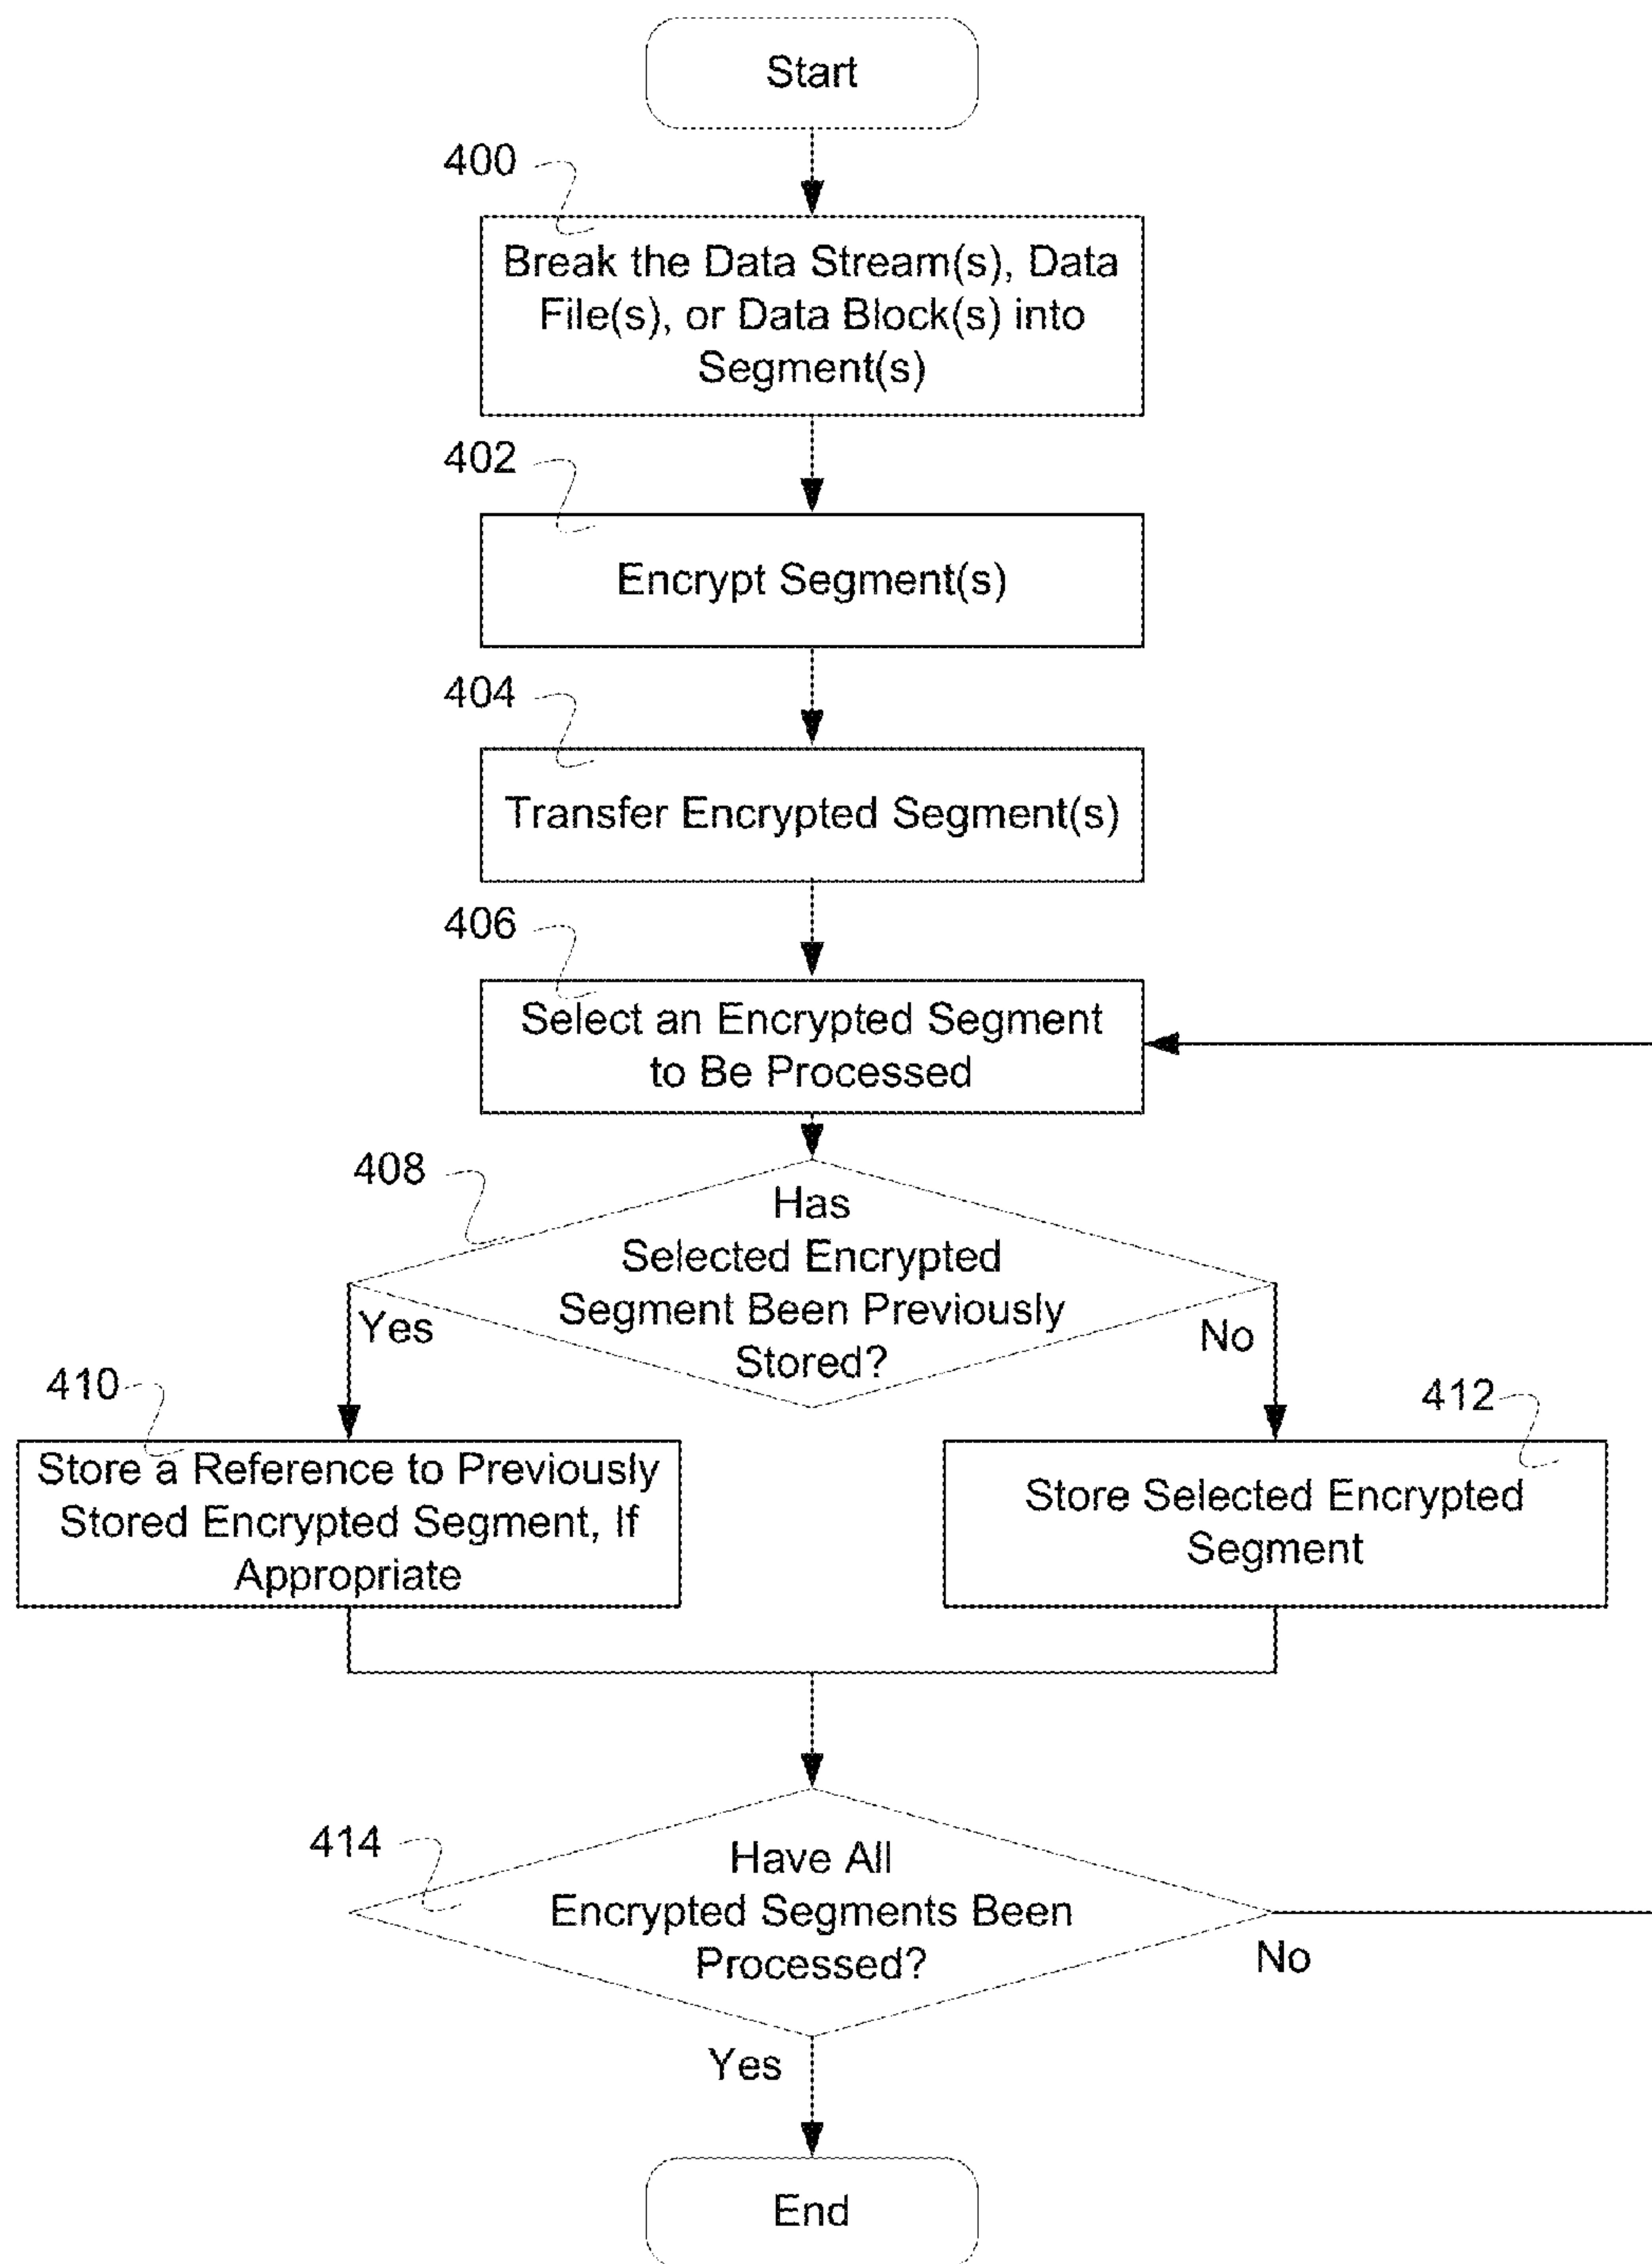 Start
400
Break the Data Stream(s), Data
File(s), or Data Block(s) into
Segment(s)
402
Encrypt Segment(s)
404
Transfer Encrypted Segment(s)
406
Select an Encrypted Segment
to Be Processed
408
Has
Selected Encrypted
Segment Been Previously
Stored?
Yes
No
410
Store a Reference to Previously
Stored Encrypted Segment, If
Appropriate
412
Store Selected Encrypted
Segment
414
Have All
Encrypted Segments Been
Processed?
No
Yes
End